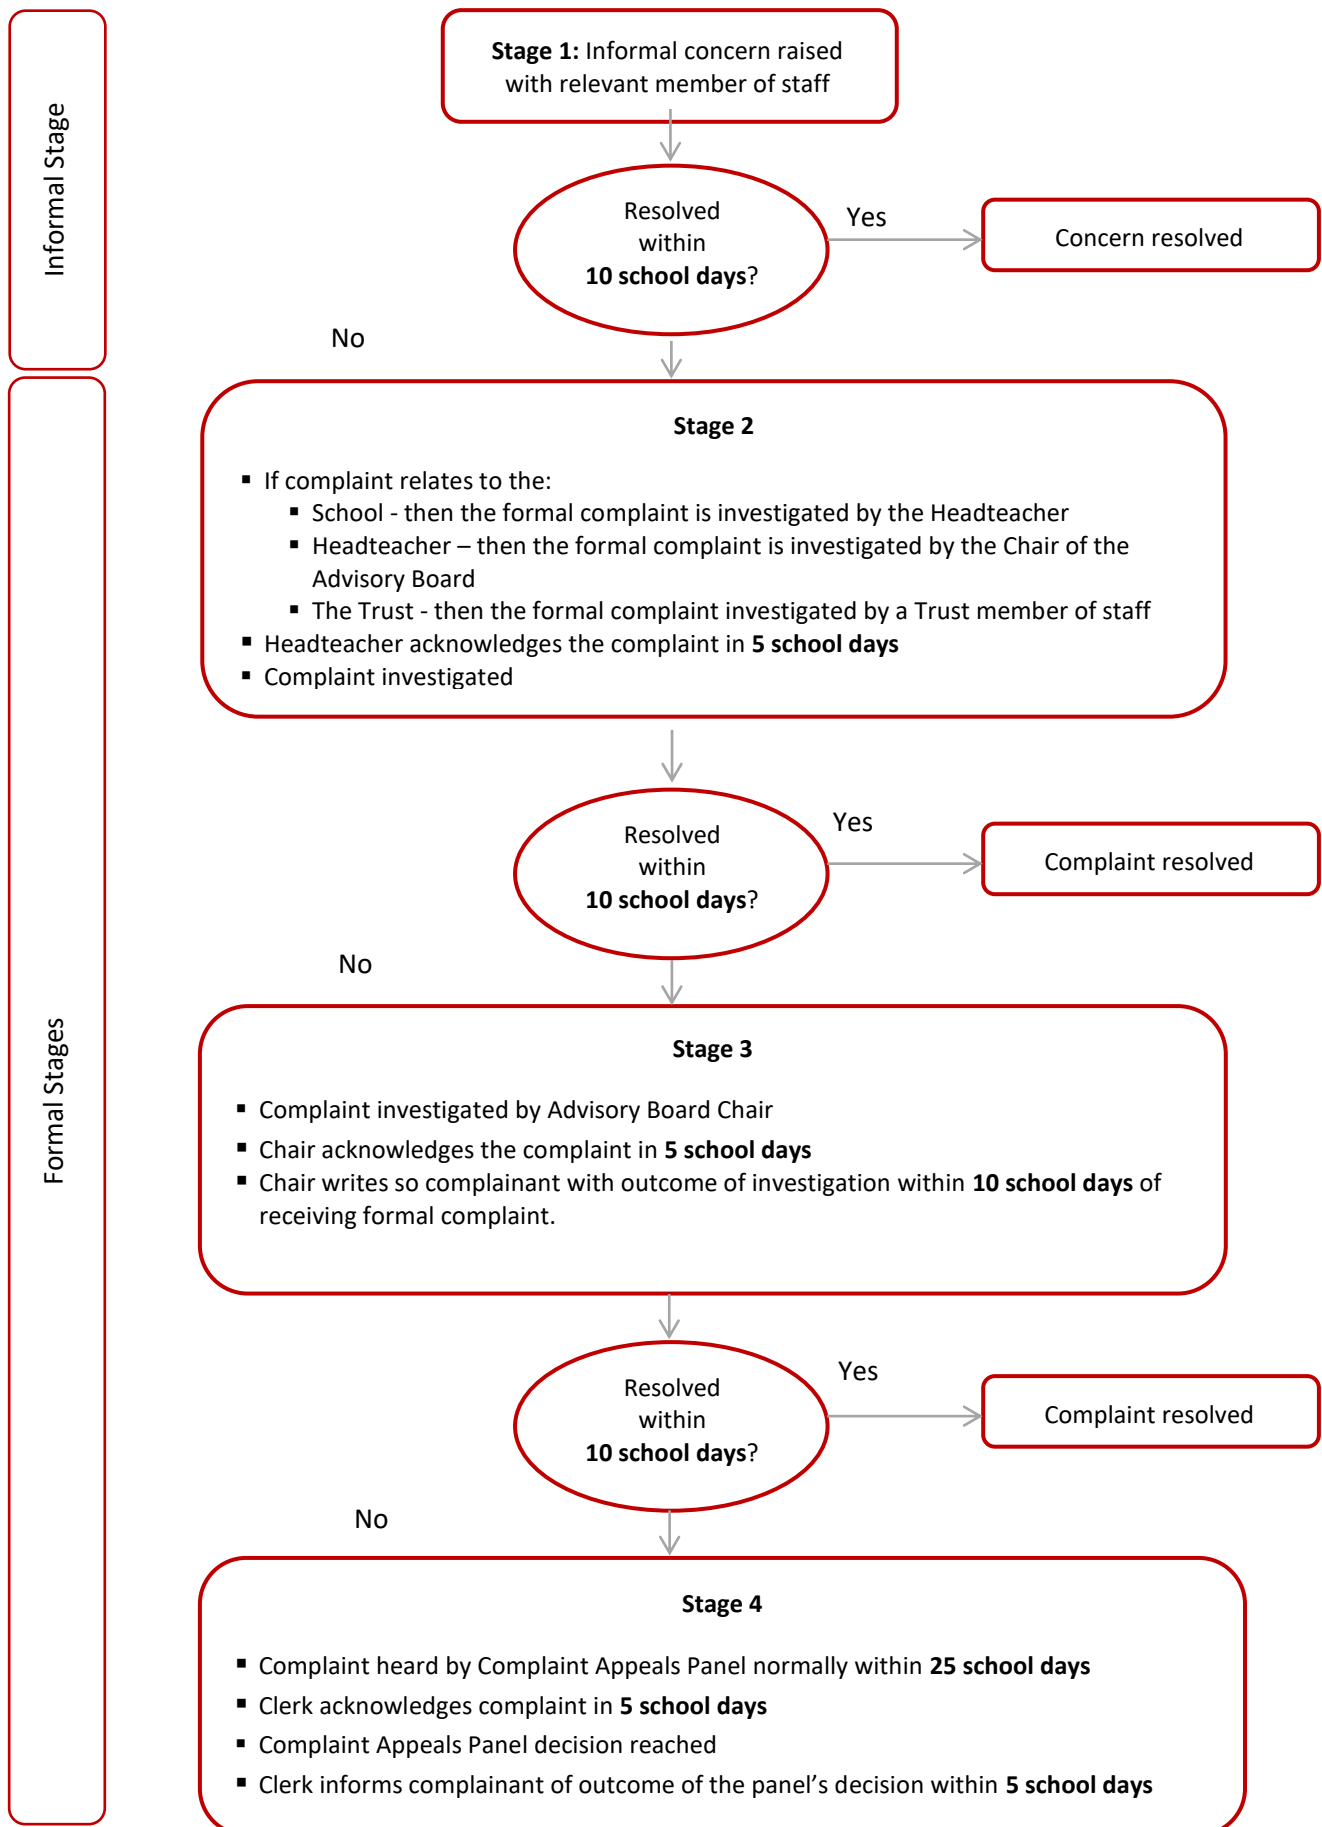 Informal Stage
Stage 1: Informal concern raised
with relevant member of staff
Resolved
within
10 school days?
Yes
Concern resolved
No
Formal Stages
Stage 2
▪ If complaint relates to the:
▪ School - then the formal complaint is investigated by the Headteacher
▪ Headteacher – then the formal complaint is investigated by the Chair of the
Advisory Board
▪ The Trust - then the formal complaint investigated by a Trust member of staff
▪ Headteacher acknowledges the complaint in 5 school days
▪ Complaint investigated
Resolved
within
10 school days?
Yes
Complaint resolved
No
Stage 3
▪ Complaint investigated by Advisory Board Chair
▪ Chair acknowledges the complaint in 5 school days
▪ Chair writes so complainant with outcome of investigation within 10 school days of
receiving formal complaint.
Resolved
within
10 school days?
Yes
Complaint resolved
No
Stage 4
▪ Complaint heard by Complaint Appeals Panel normally within 25 school days
▪ Clerk acknowledges complaint in 5 school days
▪ Complaint Appeals Panel decision reached
▪ Clerk informs complainant of outcome of the panel’s decision within 5 school days